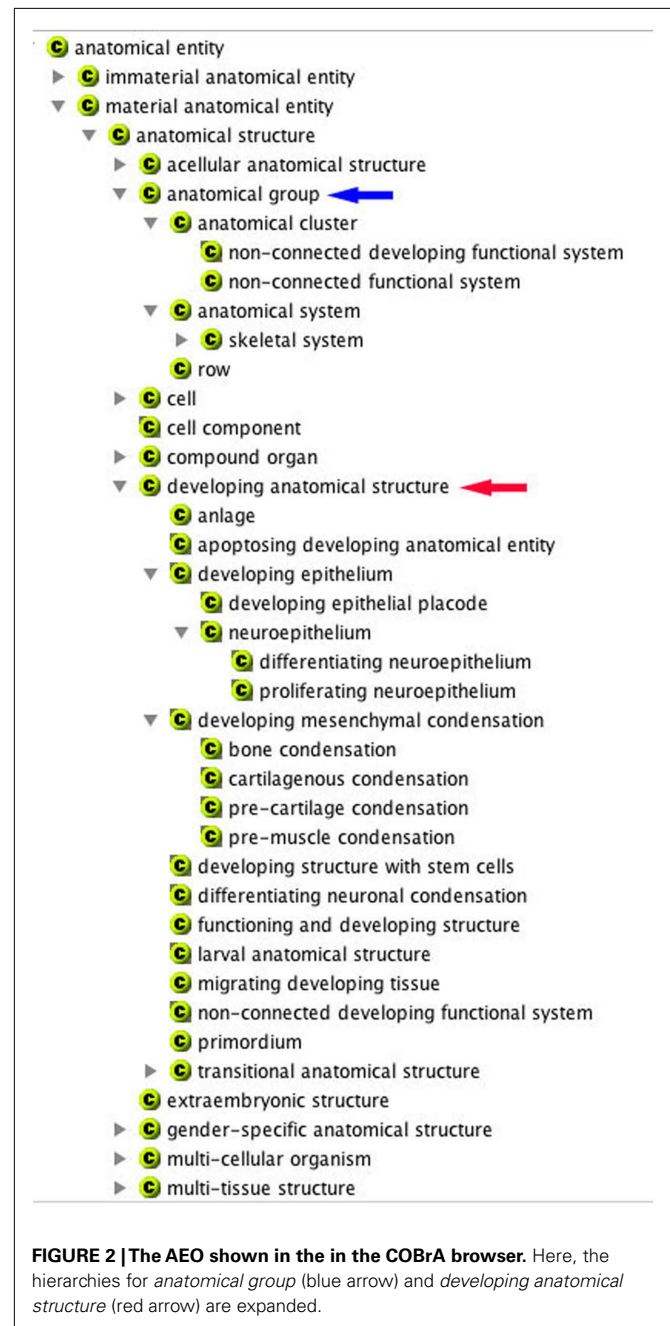 anatomical entity
immaterial anatomical entity
material anatomical entity
anatomical structure
acellular anatomical structure
anatomical group
anatomical cluster
non-connected developing functional system
non-connected functional system
anatomical system
skeletal system
row
cell
cell component
compound organ
developing anatomical structure
anlage
apoptosing developing anatomical entity
developing epithelium
developing epithelial placode
neuroepithelium
differentiating neuroepithelium
proliferating neuroepithelium
developing mesenchymal condensation
bone condensation
cartilagenous condensation
pre-cartilage condensation
pre-muscle condensation
developing structure with stem cells
differentiating neuronal condensation
functioning and developing structure
larval anatomical structure
migrating developing tissue
non-connected developing functional system
primordium
transitional anatomical structure
extraembryonic structure
gender-specific anatomical structure
multi-cellular organism
multi-tissue structure
FIGURE 2 | The AEO shown in the in the COBrA browser. Here, the
hierarchies for anatomical group (blue arrow) and developing anatomical
structure (red arrow) are expanded.